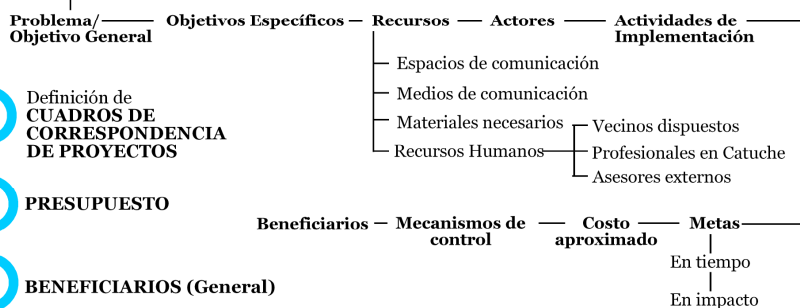 Problema/
Objetivo General
Objetivos Específicos
Recursos
Actores
Actividades de
Implementación
Espacios de comunicación
Medios de comunicación
Materiales necesarios
Recursos Humanos
Vecinos dispuestos
Profesionales en Catuche
Asesores externos
Definición de
CUADROS DE
CORRESPONDENCIA
DE PROYECTOS
PRESUPUESTO
Beneficiarios
Mecanismos de
control
Costo
aproximado
Metas
En tiempo
En impacto
BENEFICIARIOS (General)